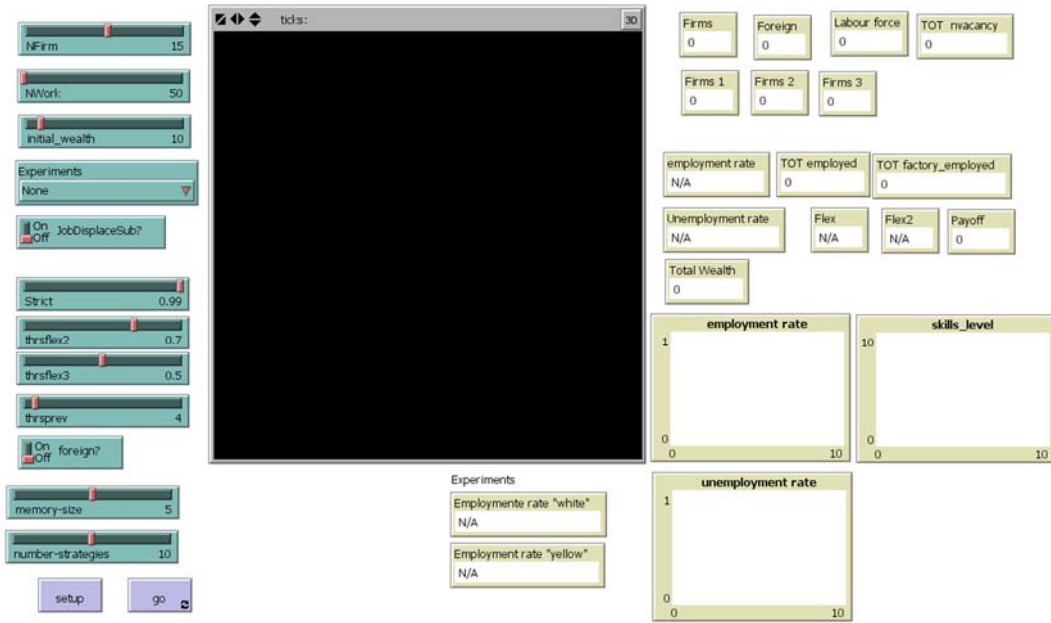 ticks:
3D
NFirm 15
NWork 50
initial_wealth 10
Experiments
None
On
Off
JobDisplaceSub?
Strict 0.99
thrsflex2 0.7
thrsflex3 0.5
thrsprev 4
On
Off
foreign?
memory-size 5
number-strategies 10
setup
go
Firms
0
Foreign
0
Labour force
0
TOT nvacancy
0
Firms 1
0
Firms 2
0
Firms 3
0
employment rate
N/A
TOT employed
0
TOT factory_employed
0
Unemployment rate
N/A
Flex
N/A
Flex2
N/A
Payoff
0
Total Wealth
0
employment rate
1
0
0 10
skills_level
10
0
0 10
Experiments
Employmente rate "white"
N/A
Employment rate "yellow"
N/A
unemployment rate
1
0
0 10